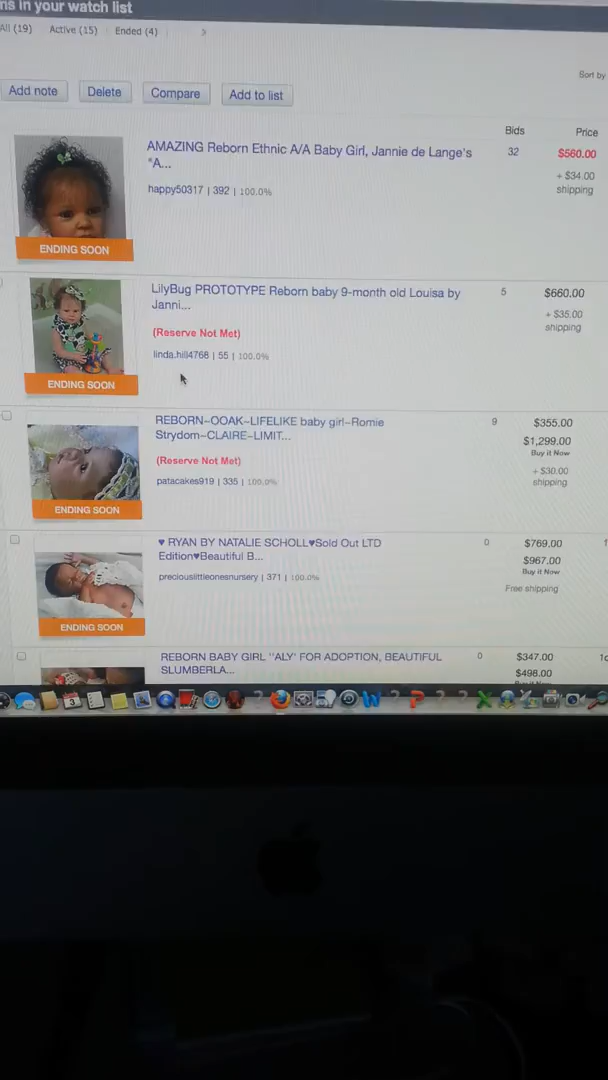 ns in your watch list
All (19) Active (15) Ended (4)
Sort by
Add note Delete Compare Add to list
Bids Price
AMAZING Reborn Ethnic A/A Baby Girl, Jannie de Lange's
*A...
32 $560.00
+ $34.00
shipping
happy50317 | 392 | 100.0%
ENDING SOON
LilyBug PROTOTYPE Reborn baby 9-month old Louisa by
Janni...
5 $660.00
+ $35.00
shipping
(Reserve Not Met)
linda.hill4768 | 55 | 100.0%
ENDING SOON
REBORN~OOAK~LIFELIKE baby girl~Romie
Strydom~CLAIRE~LIMIT...
9 $355.00
$1,299.00
Buy it Now
+ $30.00
shipping
(Reserve Not Met)
patacakes919 | 335 | 100.0%
ENDING SOON
♥ RYAN BY NATALIE SCHOLL♥Sold Out LTD
Edition♥Beautiful B...
0 $769.00
$967.00
Buy it Now
Free shipping
preciouslittleonesnursery | 371 | 100.0%
ENDING SOON
REBORN BABY GIRL "ALY' FOR ADOPTION, BEAUTIFUL
SLUMBERLA...
0 $347.00
$498.00